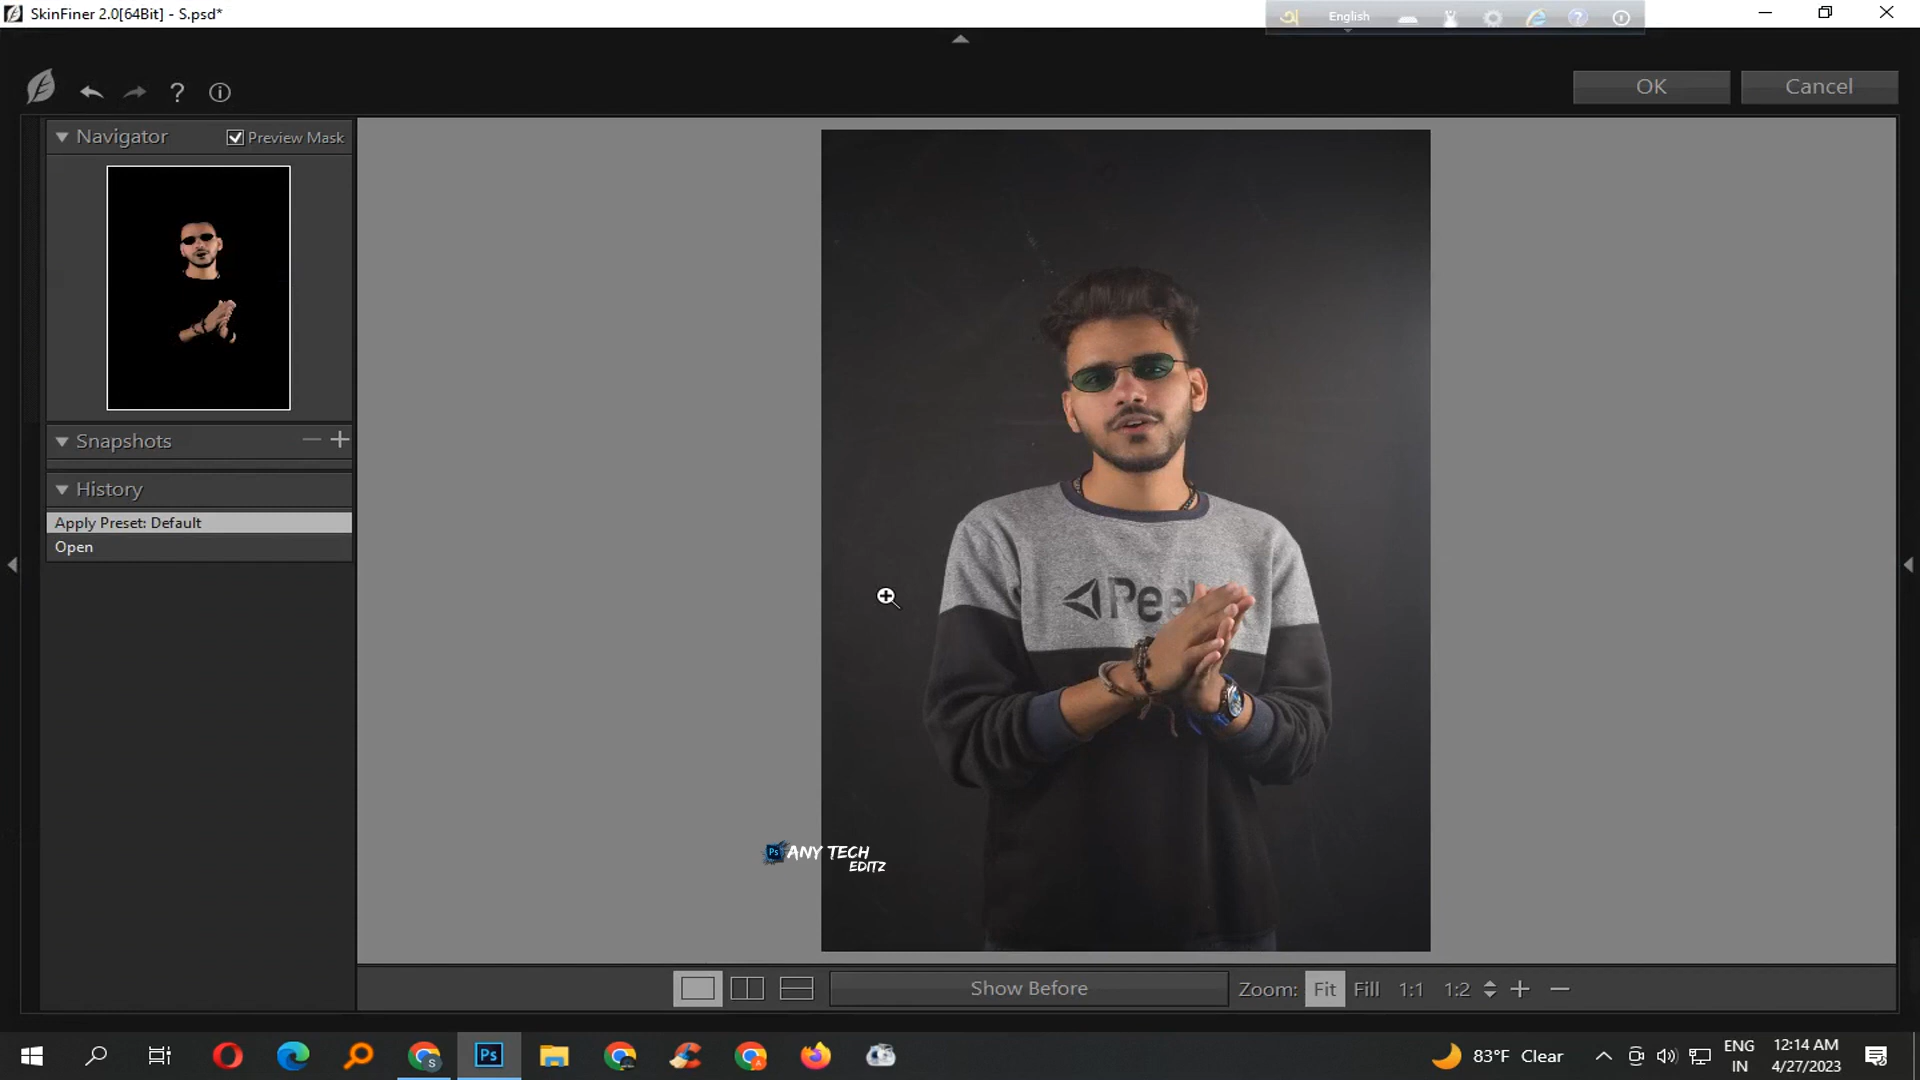 SkinFiner 2.0[64Bit] - S.psd*
English
OK
Cancel
Navigator
Preview Mask
Snapshots
History
Apply Preset: Default
Open
Ps ANY TECH
EDITZ
Show Before
Zoom: Fit Fill 1:1 1:2
Ps
83°F Clear
ENG
IN
12:14 AM
4/27/2023